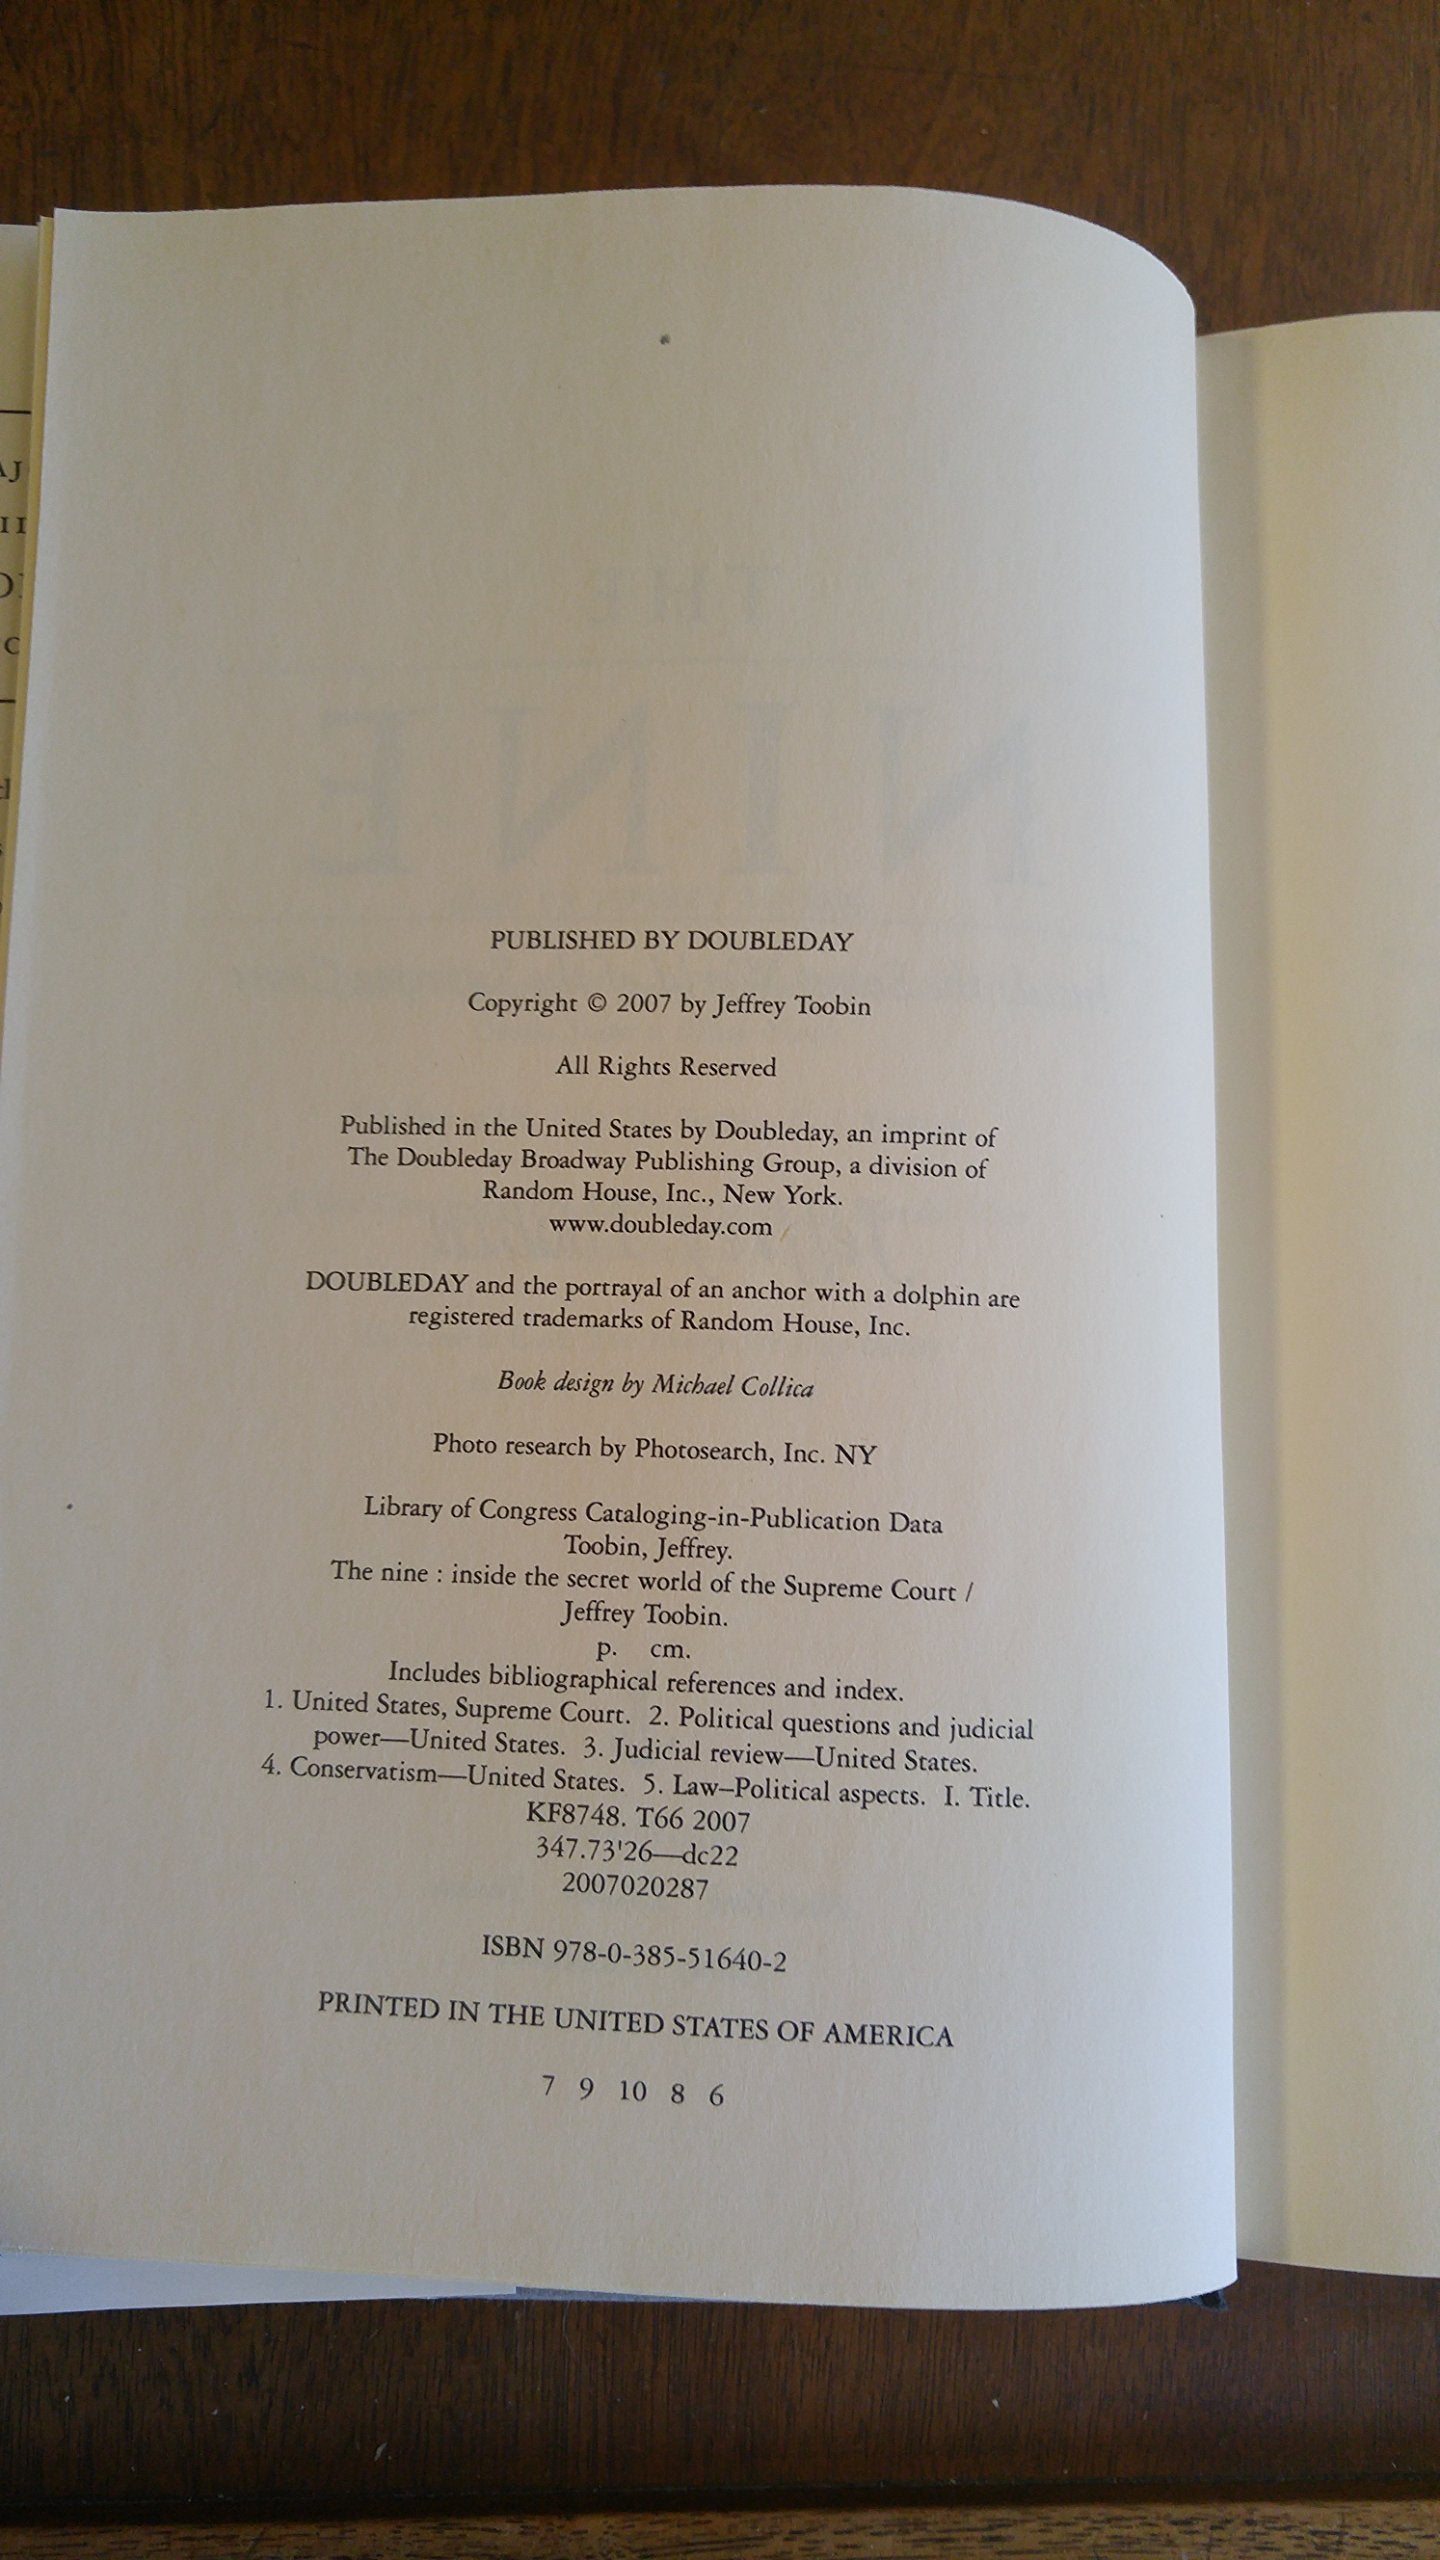 THE
NINE
PUBLISHED BY DOUBLEDAY
Copyright © 2007 by Jeffrey Toobin
All Rights Reserved
Published in the United States by Doubleday, an imprint of
The Doubleday Broadway Publishing Group, a division of
Random House, Inc., New York.
www.doubleday.com
DOUBLEDAY and the portrayal of an anchor with a dolphin are
registered trademarks of Random House, Inc.
Book design by Michael Collica
Photo research by Photosearch, Inc. NY
Library of Congress Cataloging-in-Publication Data
Toobin, Jeffrey.
The nine : inside the secret world of the Supreme Court /
Jeffrey Toobin.
p. cm.
Includes bibliographical references and index.
1. United States, Supreme Court. 2. Political questions and judicial
power—United States. 3. Judicial review—United States.
4. Conservatism—United States. 5. Law–Political aspects. I. Title.
KF8748. T66 2007
347.73'26—dc22
2007020287
ISBN 978-0-385-51640-2
PRINTED IN THE UNITED STATES OF AMERICA
7 9 10 8 6